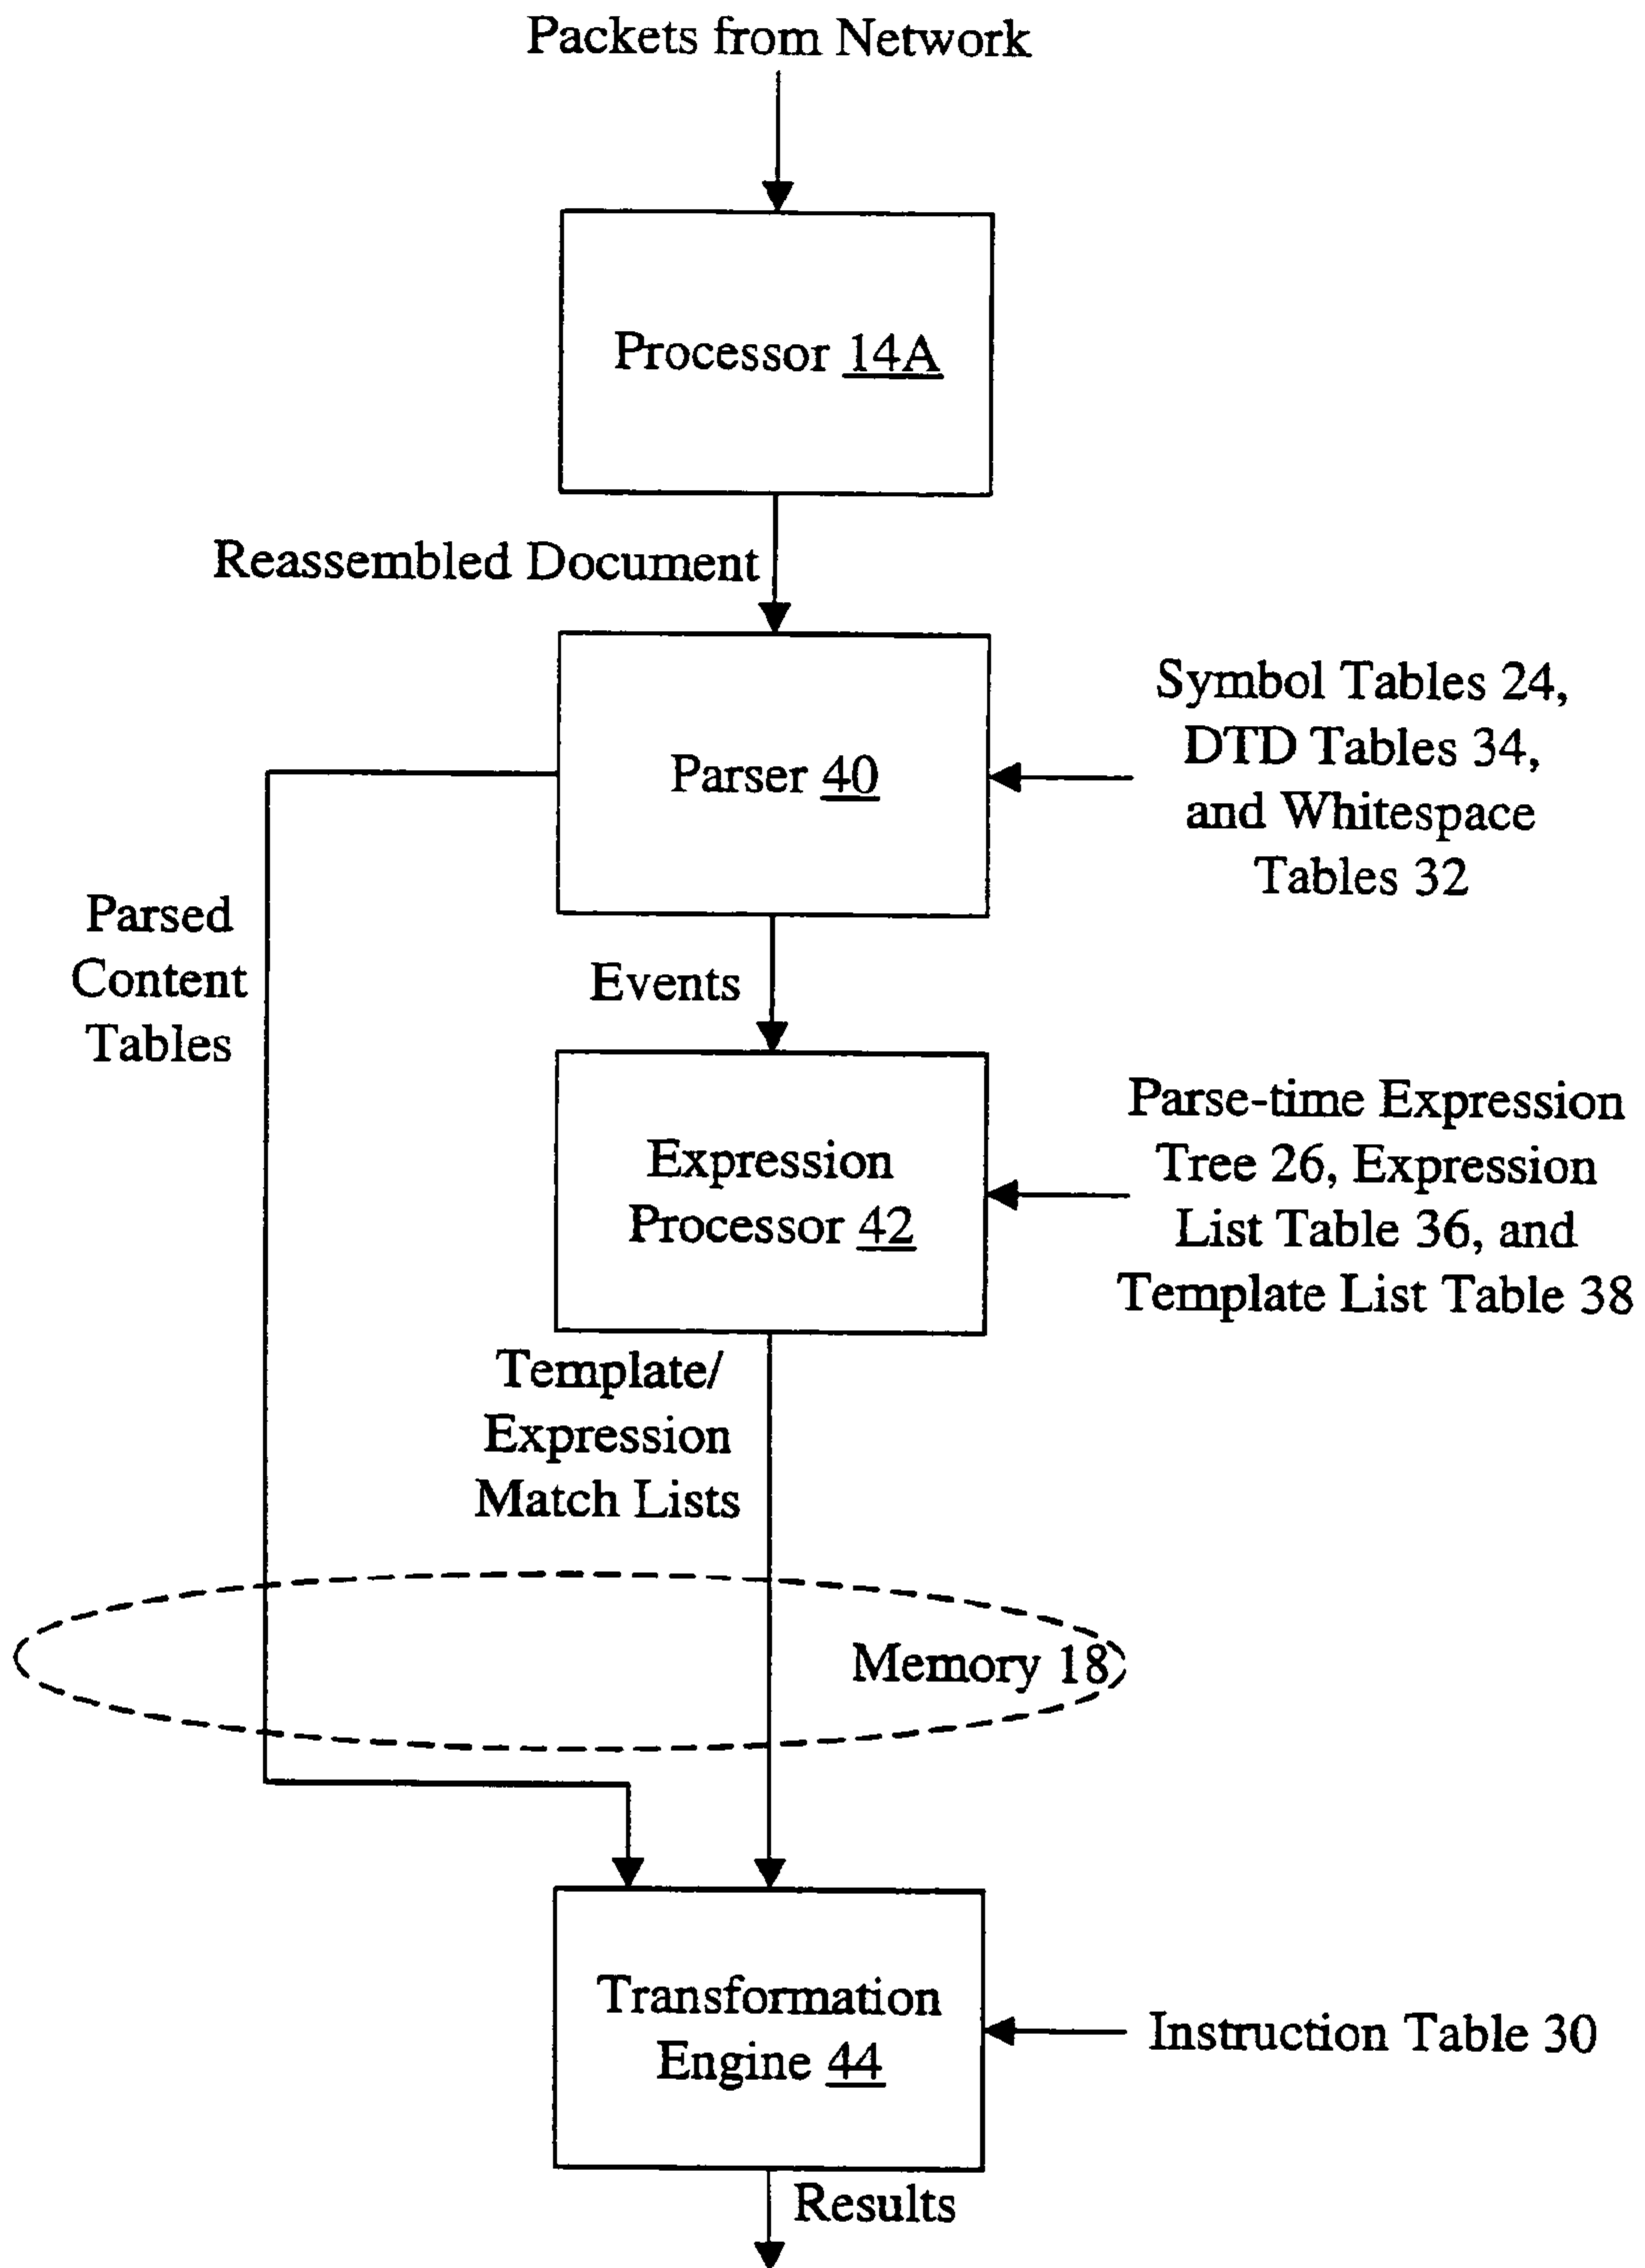 Packets from Network
Processor 14A
Reassembled Document
Symbol Tables 24,
DTD Tables 34,
and Whitespace
Tables 32
Parser 40
Parsed
Content
Tables
Events
Expression
Processor 42
Parse-time Expression
Tree 26, Expression
List Table 36, and
Template List Table 38
Template/
Expression
Match Lists
Memory 18
Transformation
Engine 44
Instruction Table 30
Results